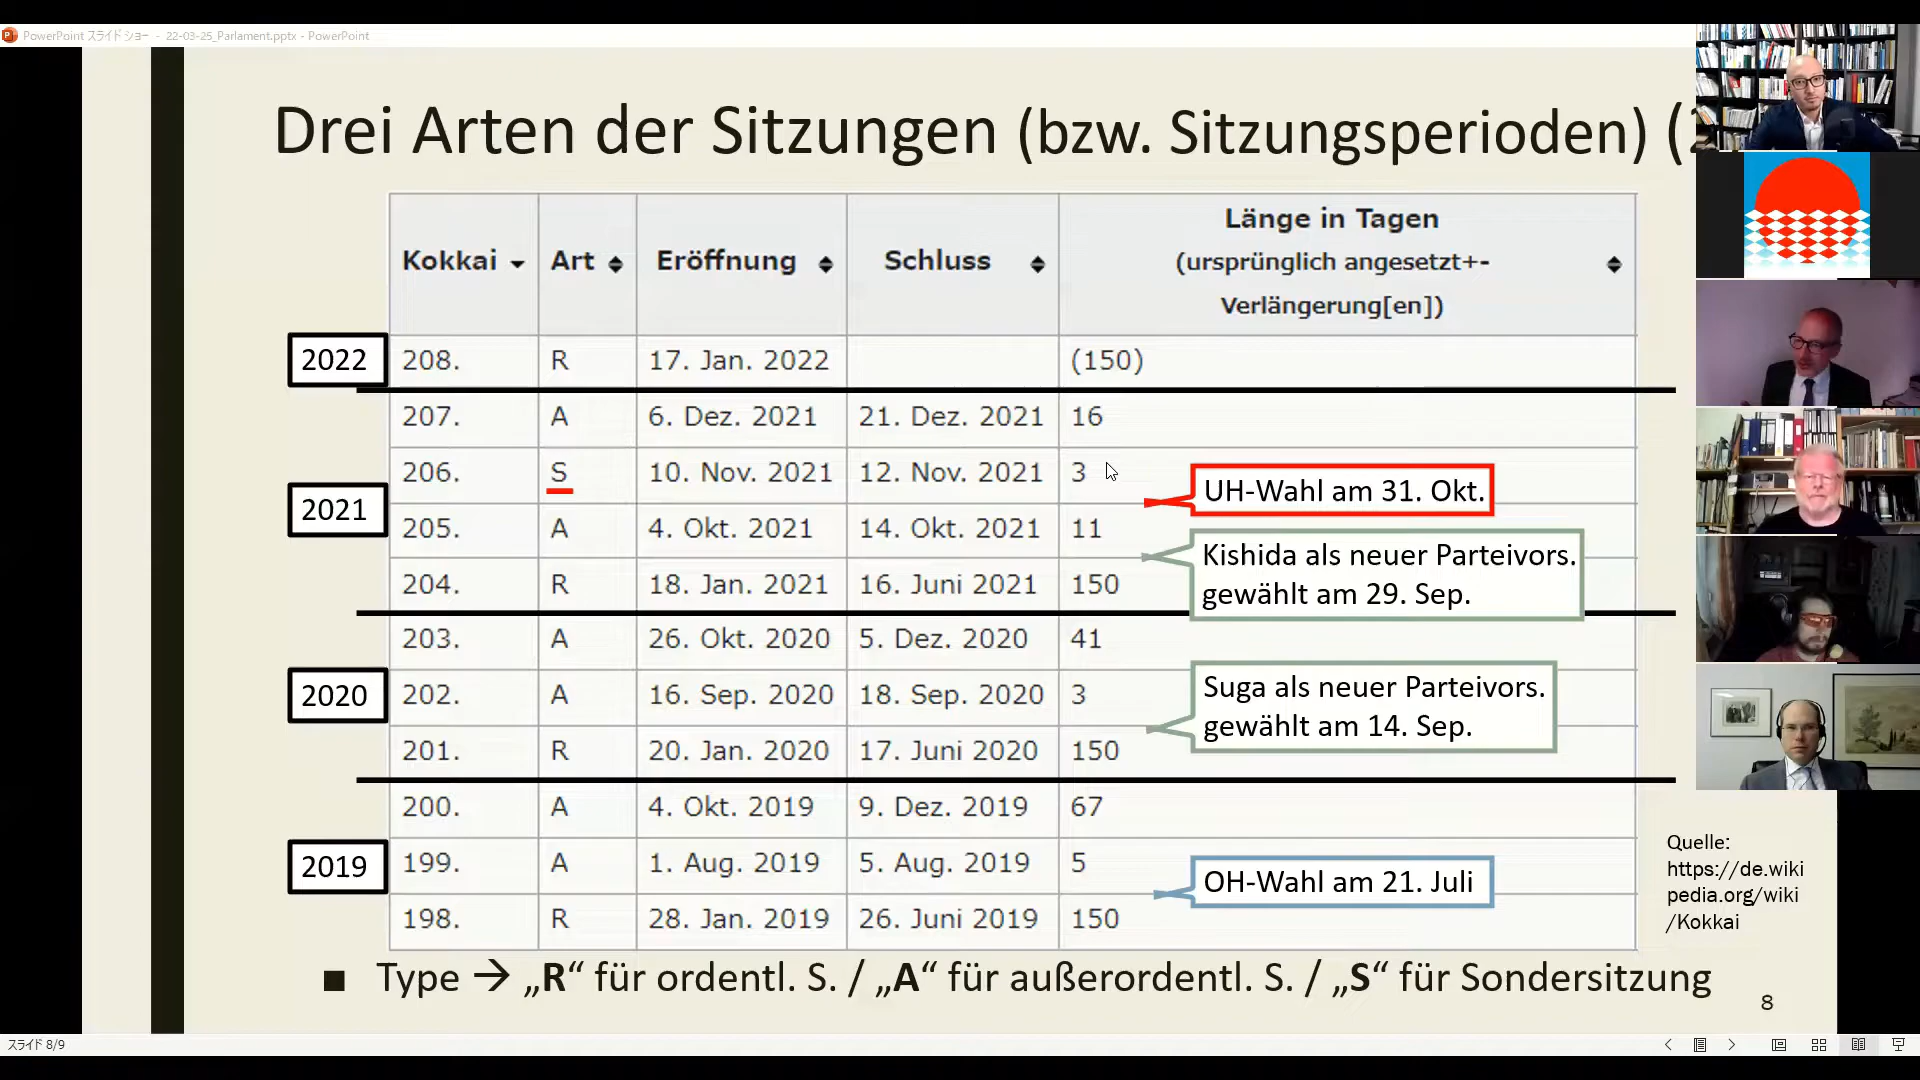 PowerPoint スライド ショー - 22-03-25_Parlament.pptx - PowerPoint
Drei Arten der Sitzungen (bzw. Sitzungsperioden) (
Kokkai Art Eröffnung Schluss Länge in Tagen
(ursprünglich angesetzt+-
Verlängerung[en])
2022 208. R 17. Jan. 2022 (150)
207. A 6. Dez. 2021 21. Dez. 2021 16
206. S 10. Nov. 2021 12. Nov. 2021 3
UH-Wahl am 31. Okt.
2021
205. A 4. Okt. 2021 14. Okt. 2021 11
Kishida als neuer Parteivors.
gewählt am 29. Sep.
204. R 18. Jan. 2021 16. Juni 2021 150
203. A 26. Okt. 2020 5. Dez. 2020 41
2020 202. A 16. Sep. 2020 18. Sep. 2020 3
Suga als neuer Parteivors.
gewählt am 14. Sep.
201. R 20. Jan. 2020 17. Juni 2020 150
200. A 4. Okt. 2019 9. Dez. 2019 67
2019 199. A 1. Aug. 2019 5. Aug. 2019 5
OH-Wahl am 21. Juli
198. R 28. Jan. 2019 26. Juni 2019 150
Quelle:
https://de.wiki
pedia.org/wiki
/Kokkai
■ Type → „R“ für ordentl. S. / „A“ für außerordentl. S. / „S“ für Sondersitzung
8
スライド 8/9